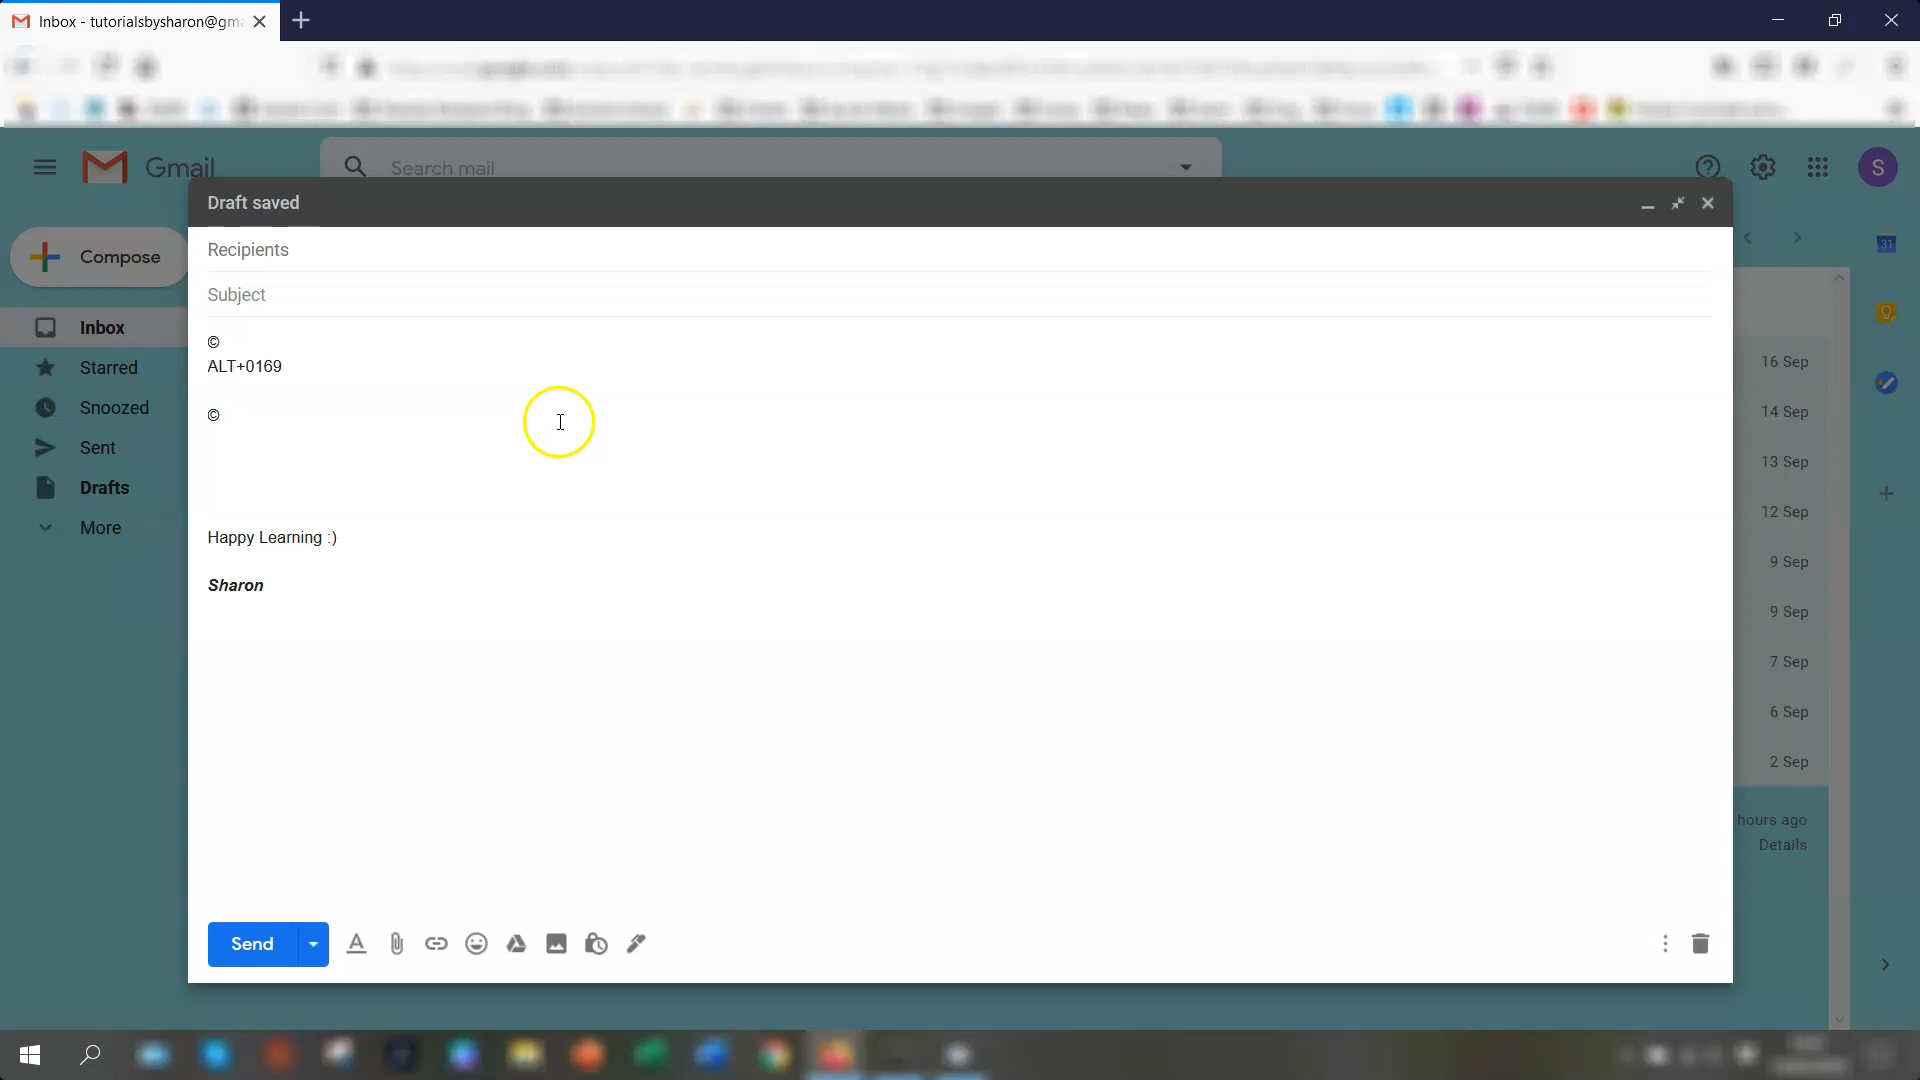 Inbox - tutorialsbysharon@gm
Gmail
Search mail
S
Draft saved
Compose
Recipients
31
Subject
Inbox
©
Starred
ALT+0169
16 Sep
Snoozed
©
14 Sep
Sent
13 Sep
Drafts
12 Sep
More
Happy Learning :)
9 Sep
Sharon
9 Sep
7 Sep
6 Sep
2 Sep
hours ago
Details
Send